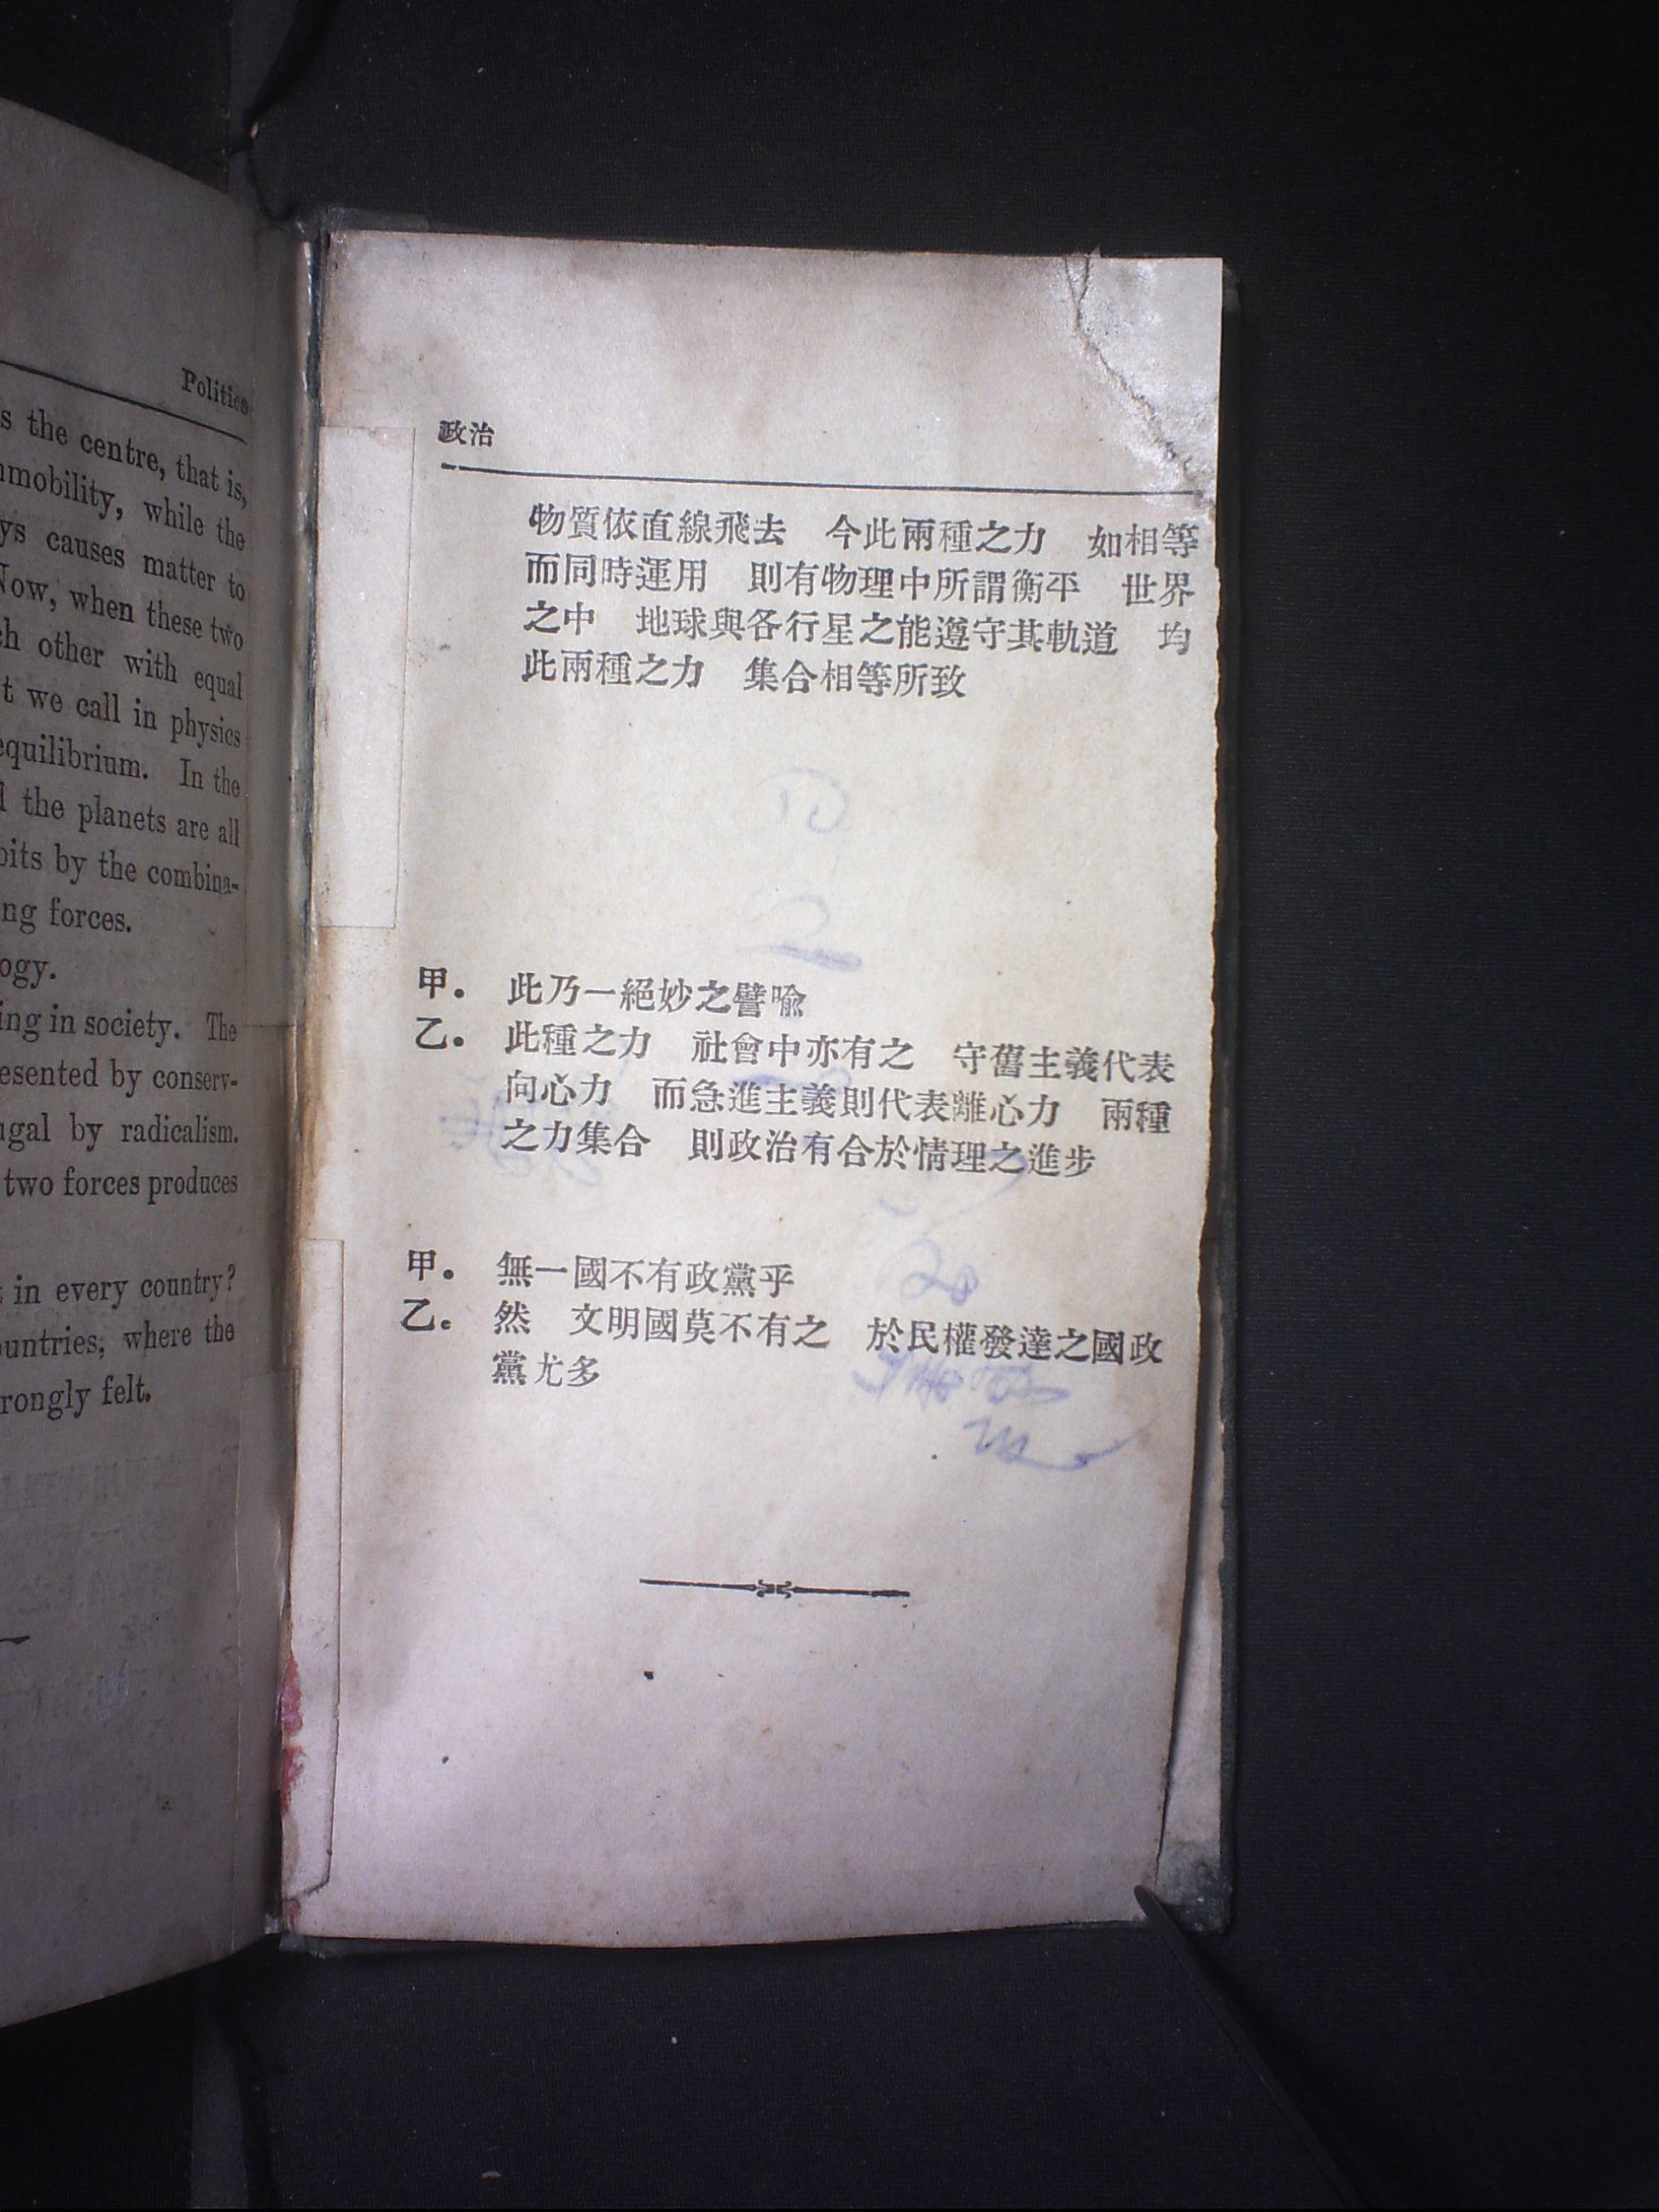 Politics
s the centre, that is,
mmobility, while the
ys causes matter to
Now, when these two
ch other with equal
t we call in physics
equilibrium. In the
d the planets are all
bits by the combina-
ng forces.
ogy.
ing in society. The
esented by conserv-
ugal by radicalism.
two forces produces
t in every country?
ountries, where the
rongly felt.
政治
物質依直線飛去　今此兩種之力　如相等
而同時運用　則有物理中所謂衡平　世界
之中　地球與各行星之能遵守其軌道　均
此兩種之力　集合相等所致
甲。　此乃一絕妙之譬喻
乙。　此種之力　社會中亦有之　守舊主義代表
向心力　而急進主義則代表離心力　兩種
之力集合　則政治有合於情理之進步
甲。　無一國不有政黨乎
乙。　然　文明國莫不有之　於民權發達之國政
黨尤多